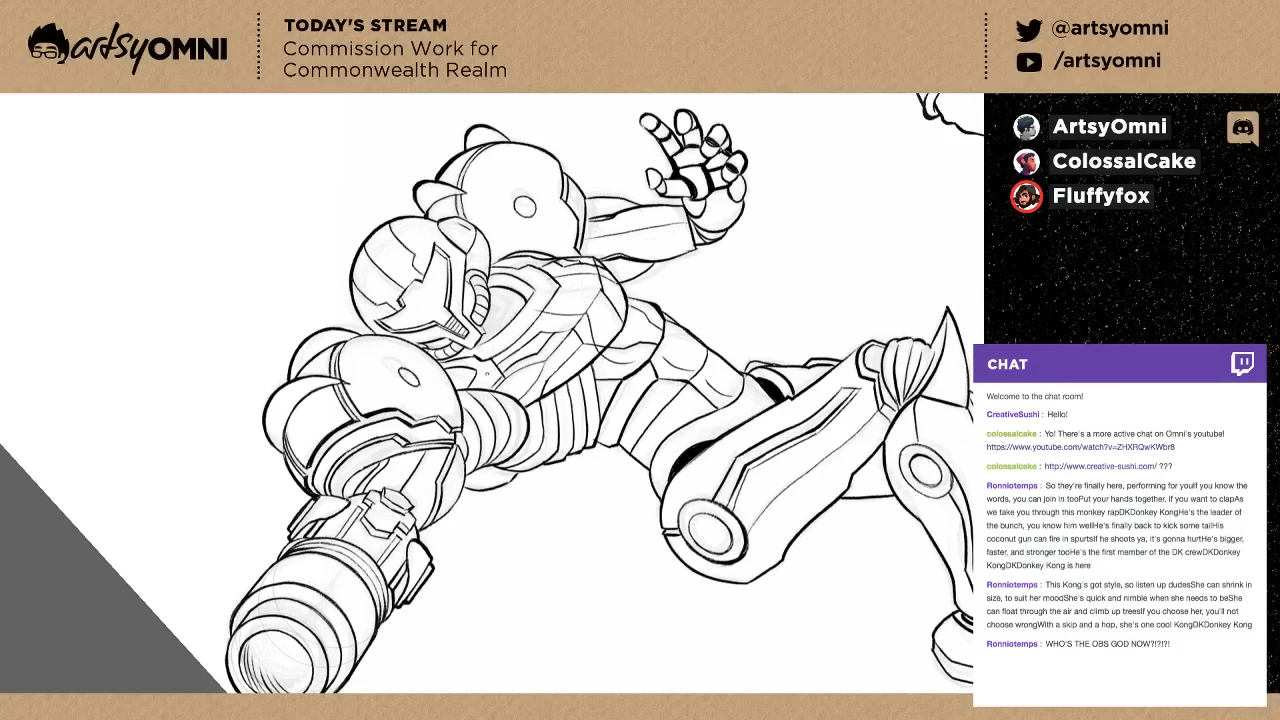 artsyOMNI
TODAY'S STREAM
Commission Work for
Commonwealth Realm
@artsyomni
/artsyomni
ArtsyOmni
ColossalCake
Fluffyfox
CHAT
Welcome to the chat room!
CreativeSushi : Hello!
colossalcake : Yo! There's a more active chat on Omni's youtube!
https://www.youtube.com/watch?v=ZHXRQwKWbr8
colossalcake : http://www.creative-sushi.com/ ???
Ronniotemps : So they're finally here, performing for youIf you know the
words, you can join in tooPut your hands together, if you want to clapAs
we take you through this monkey rapDKDonkey KongHe's the leader of
the bunch, you know him wellHe's finally back to kick some tailHis
coconut gun can fire in spurtsIf he shoots ya, it's gonna hurtHe's bigger,
faster, and stronger tooHe's the first member of the DK crewDKDonkey
KongDKDonkey Kong is here
Ronniotemps : This Kong's got style, so listen up dudesShe can shrink in
size, to suit her moodShe's quick and nimble when she needs to beShe
can float through the air and climb up treesIf you choose her, you'll not
choose wrongWith a skip and a hop, she's one cool KongDKDonkey Kong
Ronniotemps : WHO'S THE OBS GOD NOW?!?!?!